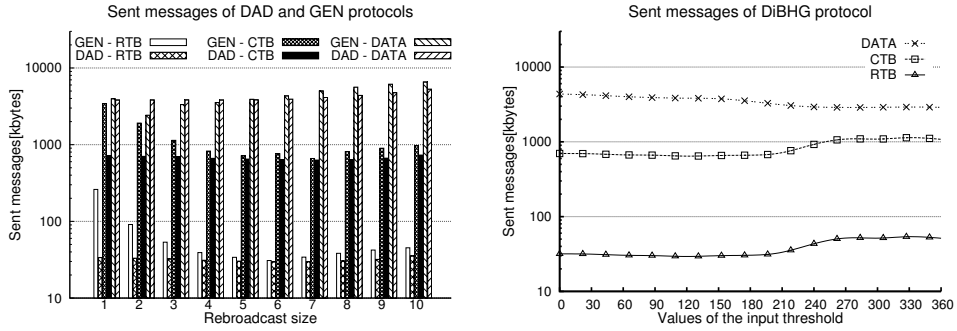 Sent messages of DAD and GEN protocols
GEN - RTB
GEN - CTB
GEN - DATA
DAD - RTB
DAD - CTB
DAD - DATA
Sent messages[kbytes]
10000
1000
100
10
1 2 3 4 5 6 7 8 9 10
Rebroadcast size
Sent messages of DiBHG protocol
DATA
CTB
RTB
Sent messages[kbytes]
10000
1000
100
10
0 30 60 90 120 150 180 210 240 270 300 330 360
Values of the input threshold